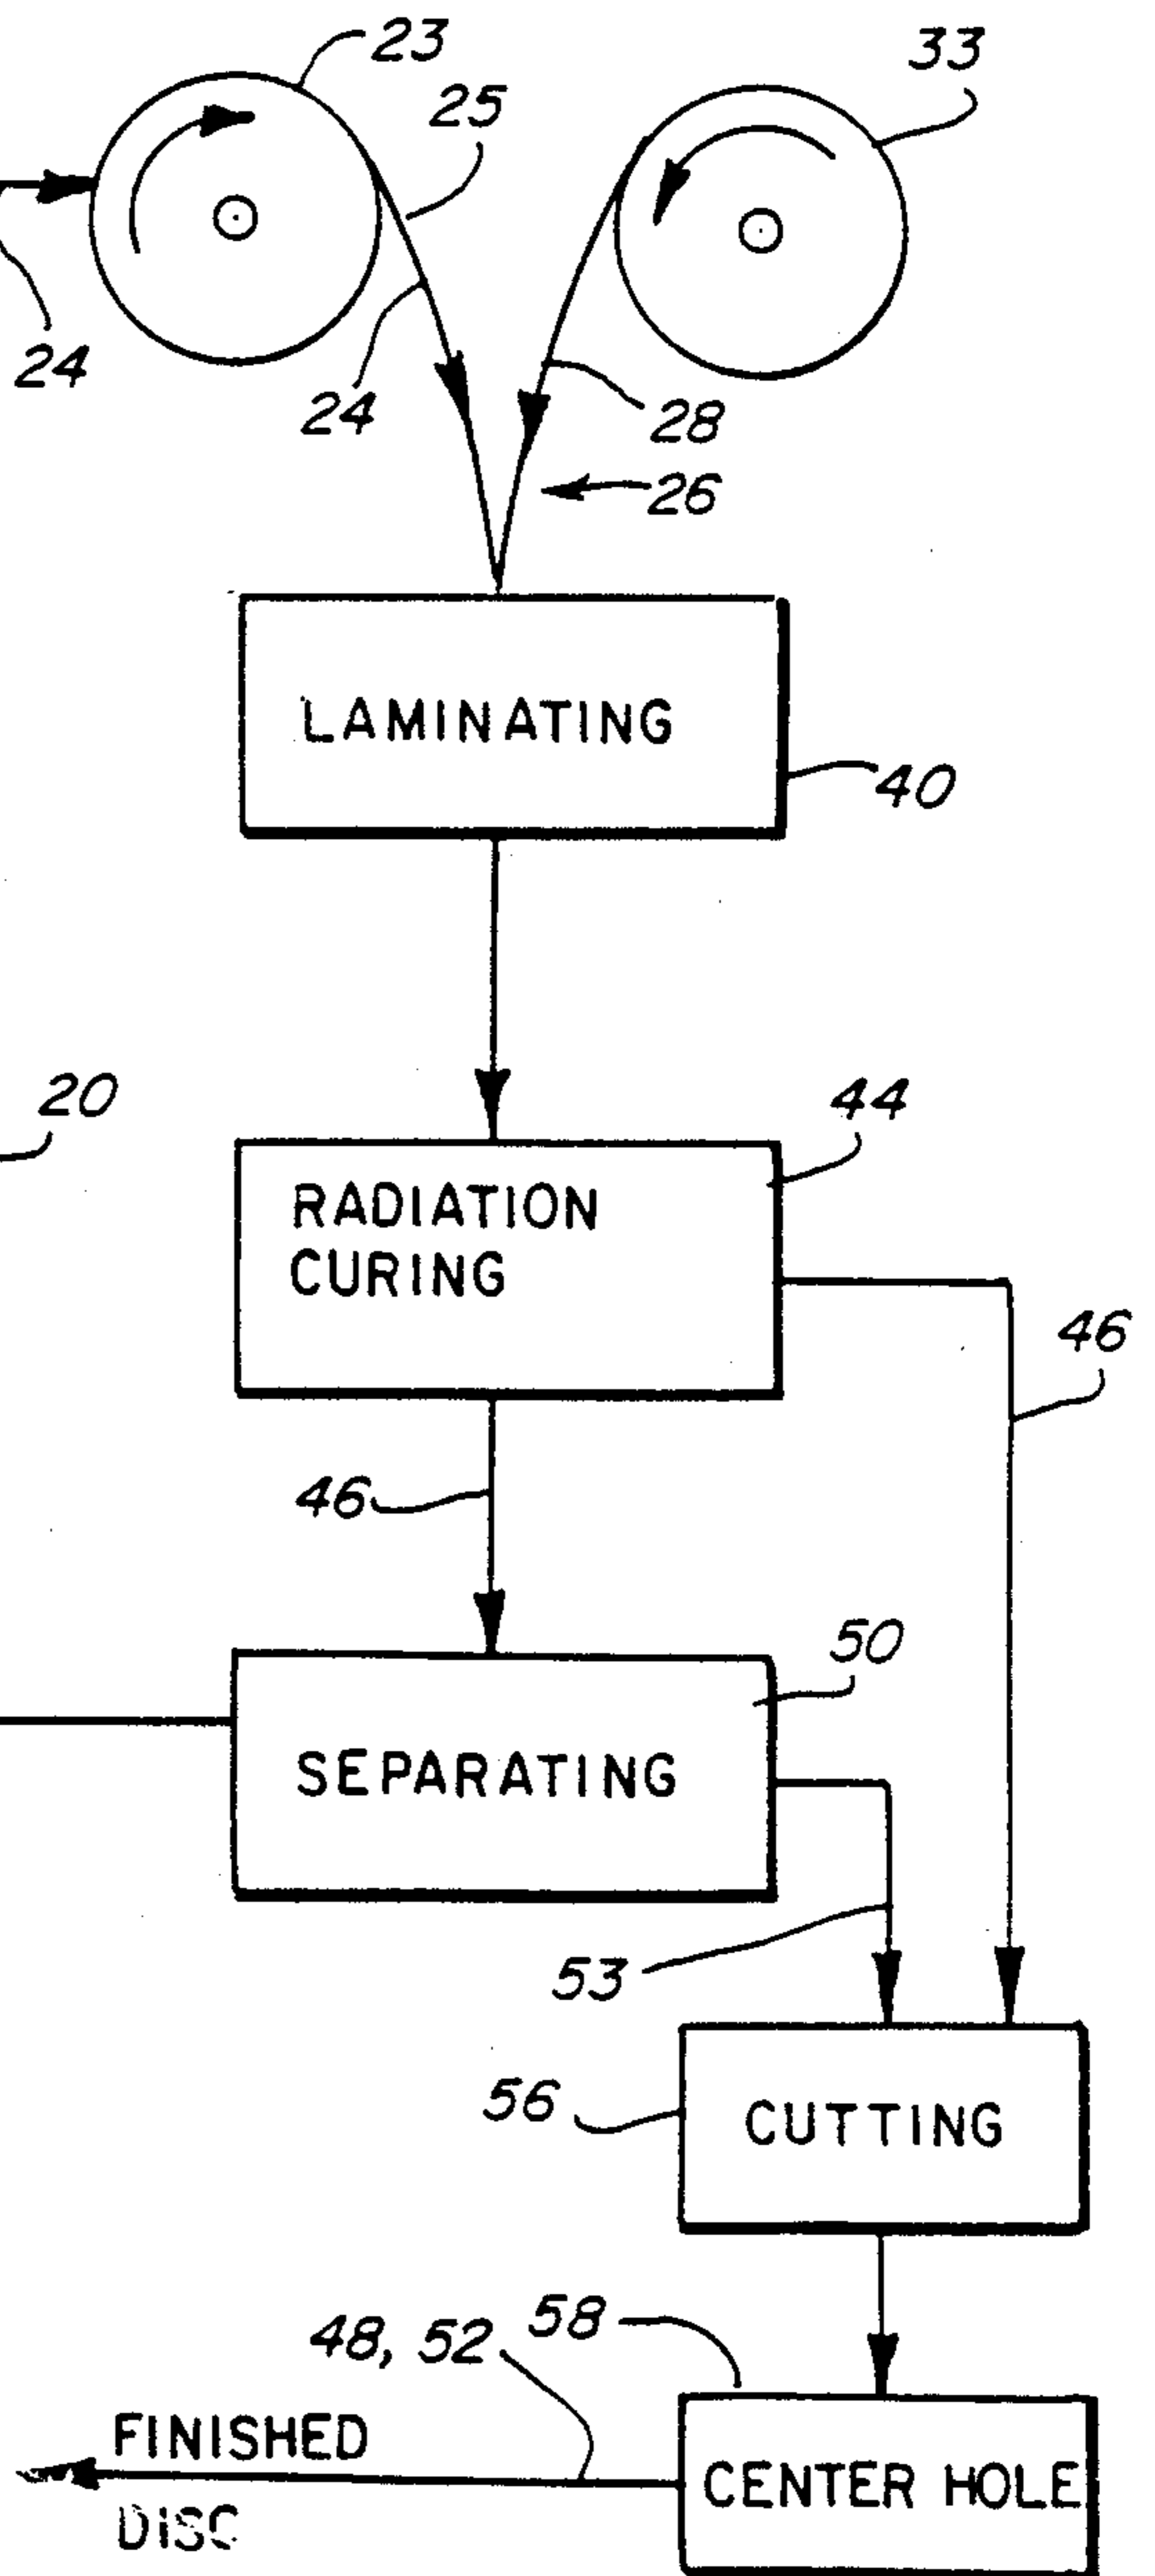 23
33
25
24
24
28
26
LAMINATING
40
20
44
RADIATION
CURING
46
46
50
SEPARATING
53
56
CUTTING
48, 52
58
FINISHED
CENTER HOLE
DISC